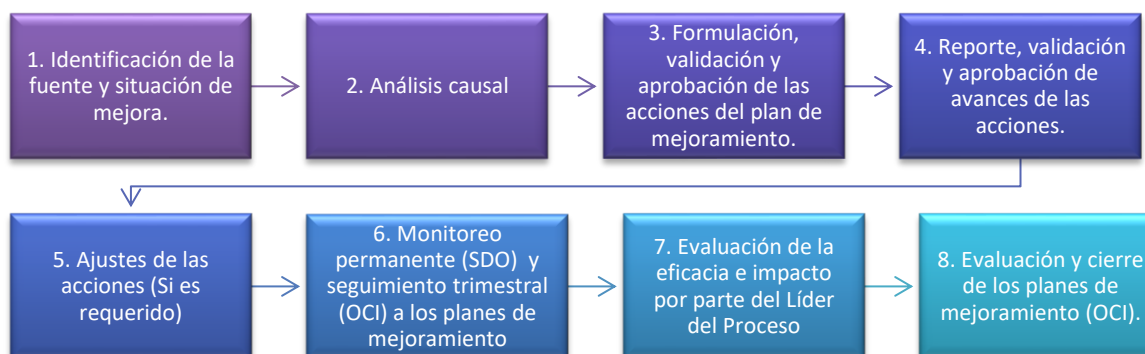 1. Identificación de la
fuente y situación de
mejora.
2. Análisis causal
3. Formulación,
validación y
aprobación de las
acciones del plan de
mejoramiento.
4. Reporte, validación
y aprobación de
avances de las
acciones.
5. Ajustes de las
acciones (Si es
requerido)
6. Monitoreo
permanente (SDO) y
seguimiento trimestral
(OCI) a los planes de
mejoramiento
7. Evaluación de la
eficacia e impacto
por parte del Líder
del Proceso
8. Evaluación y cierre
de los planes de
mejoramiento (OCI).